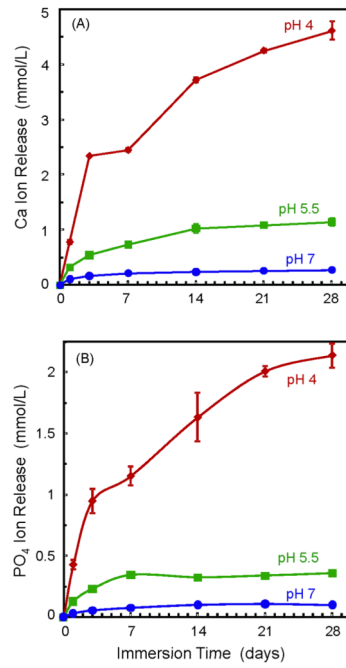 (A)
pH 4
5
4
3
2
1
0
Ca Ion Release (mmol/L)
pH 5.5
pH 7
0 7 14 21 28
(B)
pH 4
2
1.5
1
0.5
0
PO4 Ion Release (mmol/L)
pH 5.5
pH 7
0 7 14 21 28
Immersion Time (days)